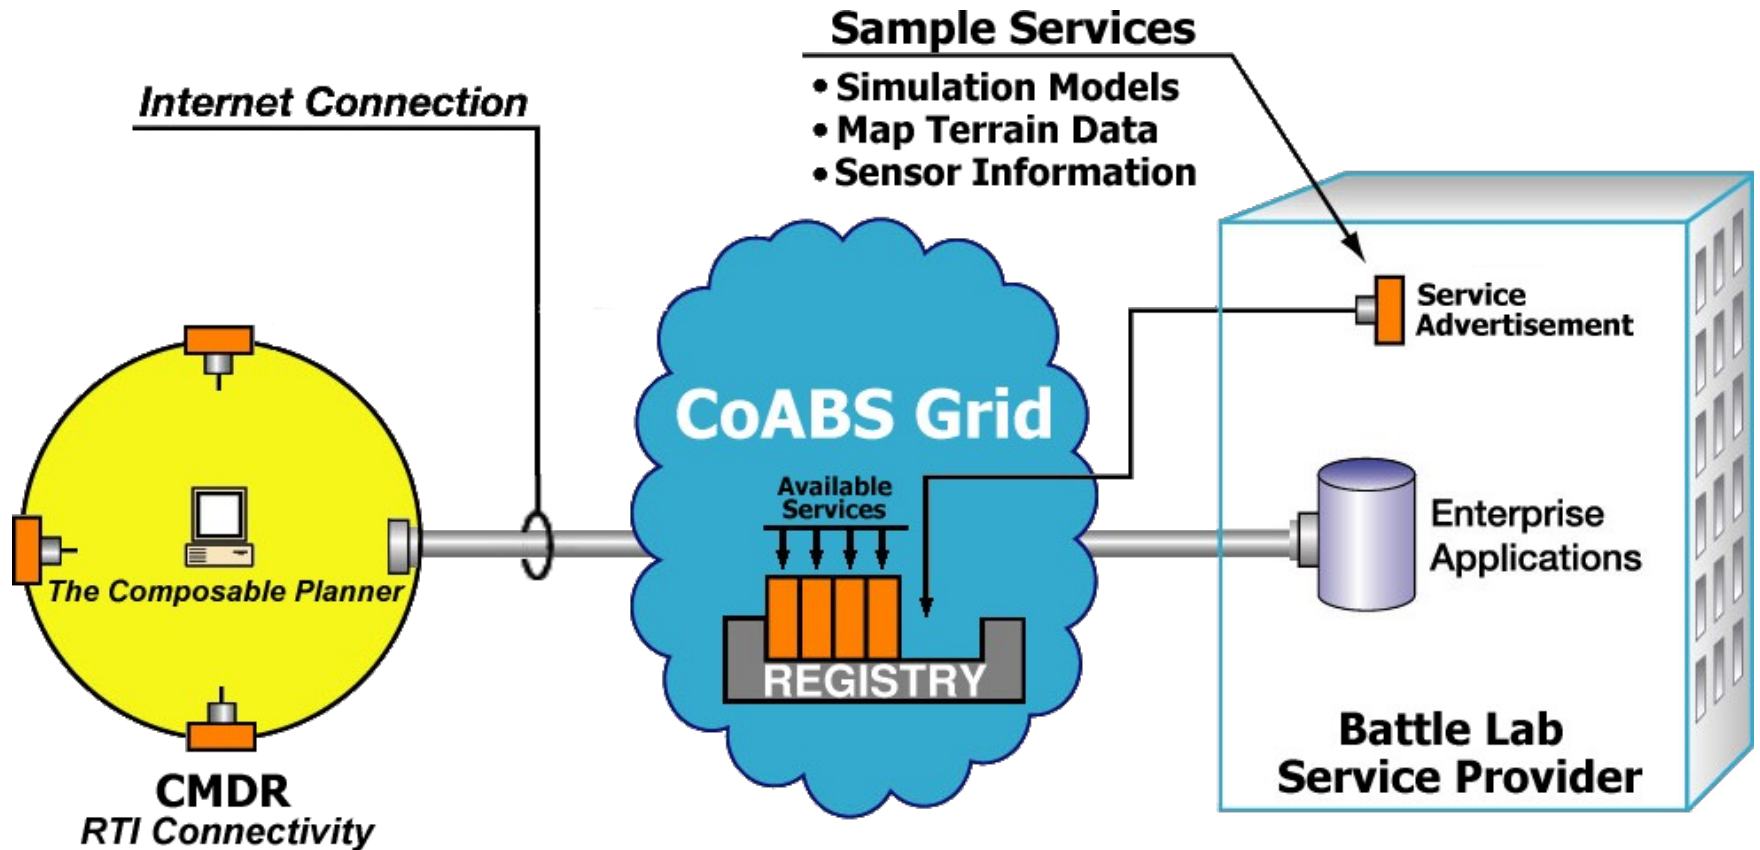 Sample Services
• Simulation Models
• Map Terrain Data
• Sensor Information
Internet Connection
Service
Advertisement
CoABS Grid
Available
Services
Enterprise
Applications
The Composable Planner
REGISTRY
Battle Lab
Service Provider
CMDR
RTI Connectivity